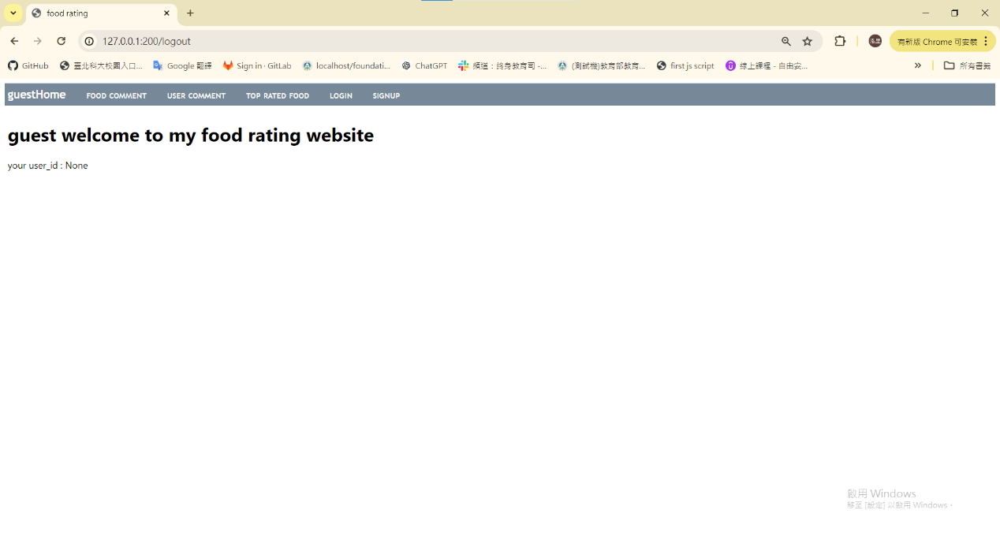 food rating
127.0.0.1:200/logout
有新版 Chrome 可安裝
GitHub 臺北科大校園入口... Google 翻譯 Sign in · GitLab localhost/foundati... ChatGPT 頻道：終身教育司 -... (測試機)教育部教育... first js script 線上課程 - 自由安... 所有書籤
guestHome FOOD COMMENT USER COMMENT TOP RATED FOOD LOGIN SIGNUP
guest welcome to my food rating website
your user_id : None
啟用 Windows
移至 [設定] 以啟用 Windows。